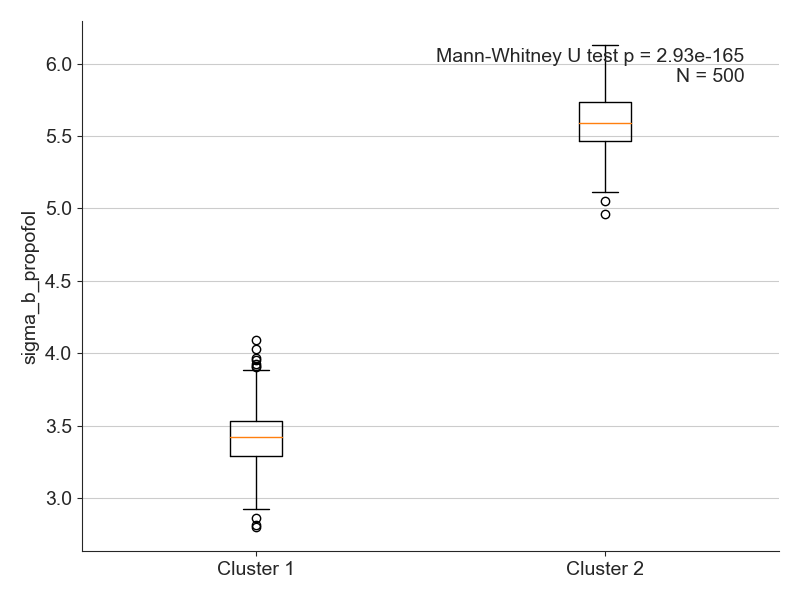 Mann-Whitney U test p = 2.93e-165
N = 500
6.0
5.5
5.0
4.5
4.0
3.5
3.0
sigma_b_propofol
Cluster 1
Cluster 2